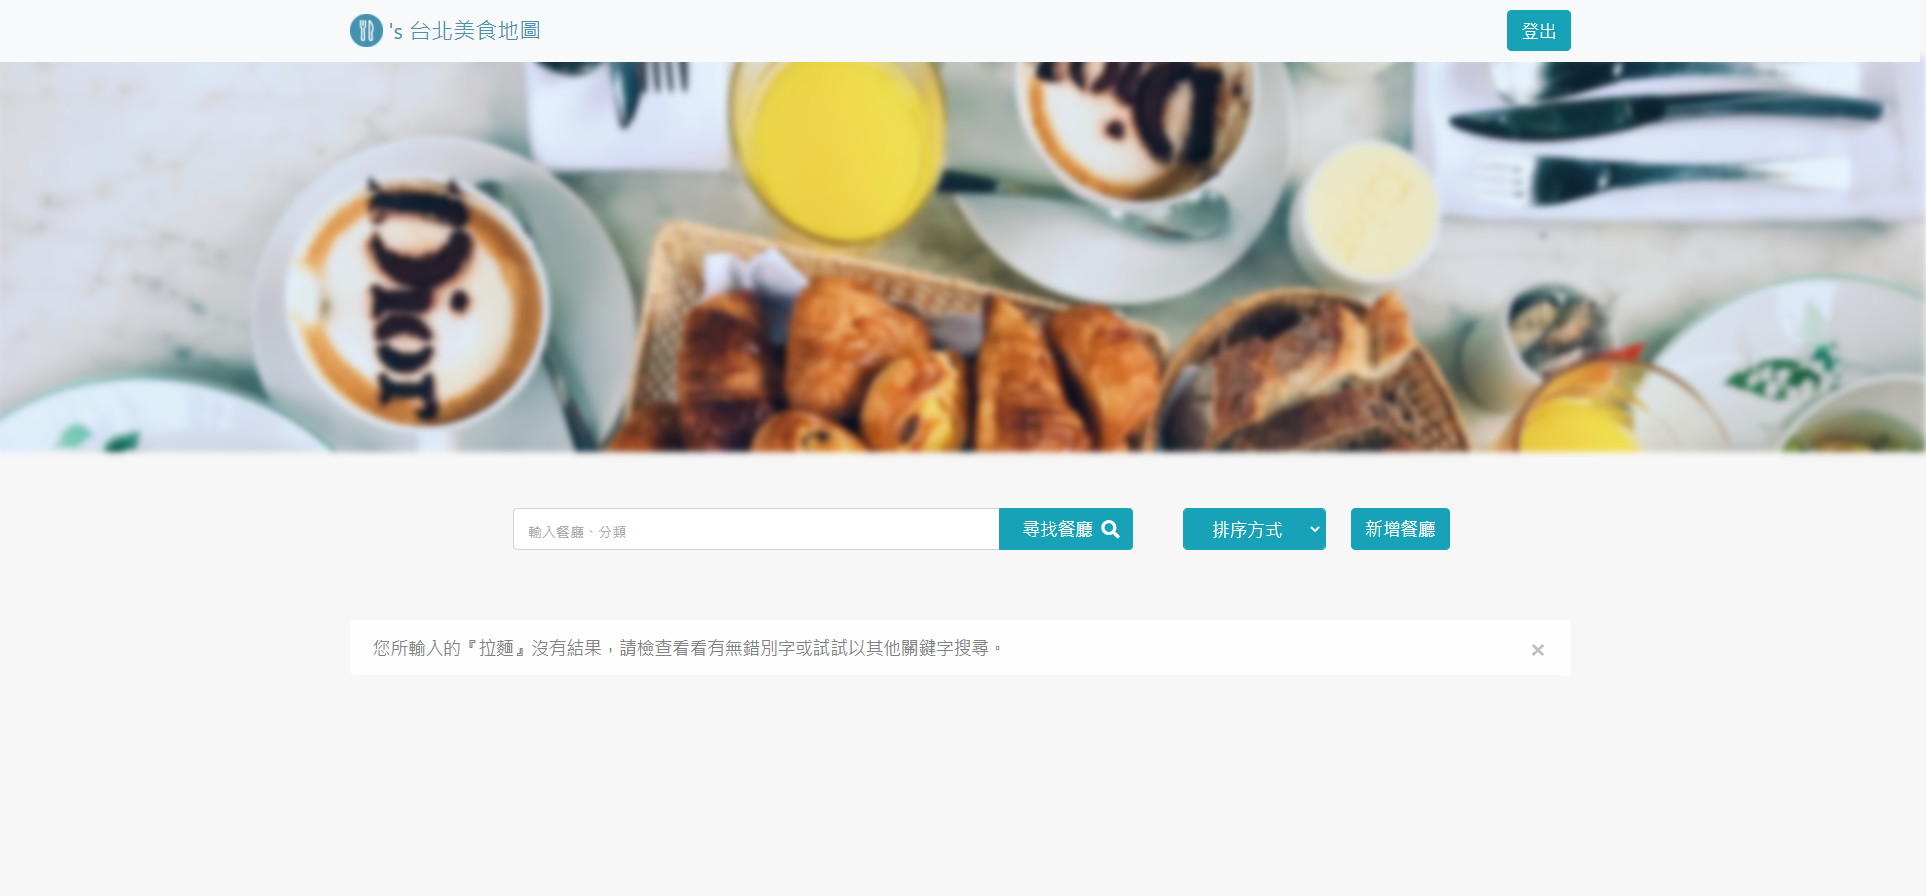 's 台北美食地圖
登出
Dior
Dior
輸入餐廳、分類
尋找餐廳
排序方式
新增餐廳
您所輸入的『拉麵』沒有結果，請檢查看看有無錯別字或試試以其他關鍵字搜尋。
×